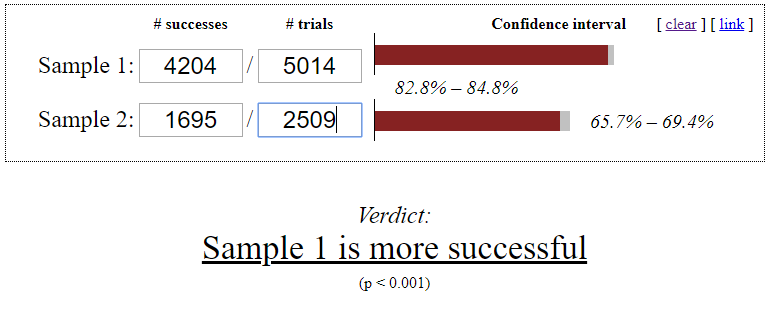 # successes # trials Confidence interval [ clear ] [ link ]
Sample 1: 4204 / 5014
82.8% – 84.8%
Sample 2: 1695 / 2509 65.7% – 69.4%
Verdict:
Sample 1 is more successful
(p < 0.001)